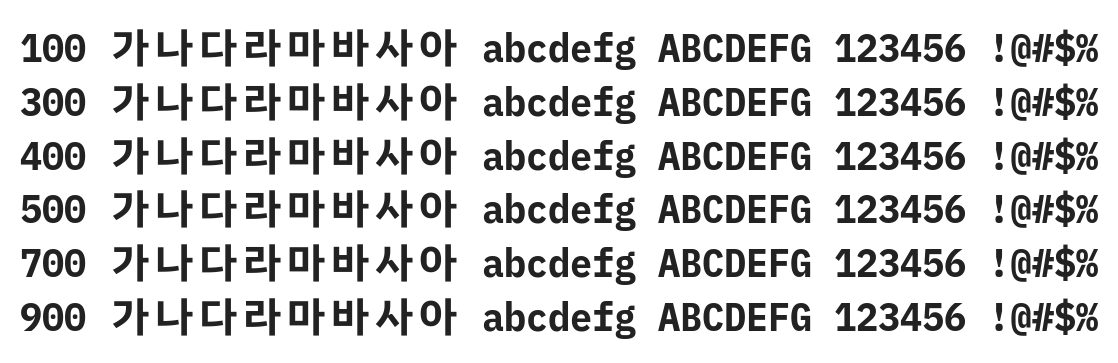 100 가나다라마바사아 abcdefg ABCDEFG 123456 !@#$%
300 가나다라마바사아 abcdefg ABCDEFG 123456 !@#$%
400 가나다라마바사아 abcdefg ABCDEFG 123456 !@#$%
500 가나다라마바사아 abcdefg ABCDEFG 123456 !@#$%
700 가나다라마바사아 abcdefg ABCDEFG 123456 !@#$%
900 가나다라마바사아 abcdefg ABCDEFG 123456 !@#$%